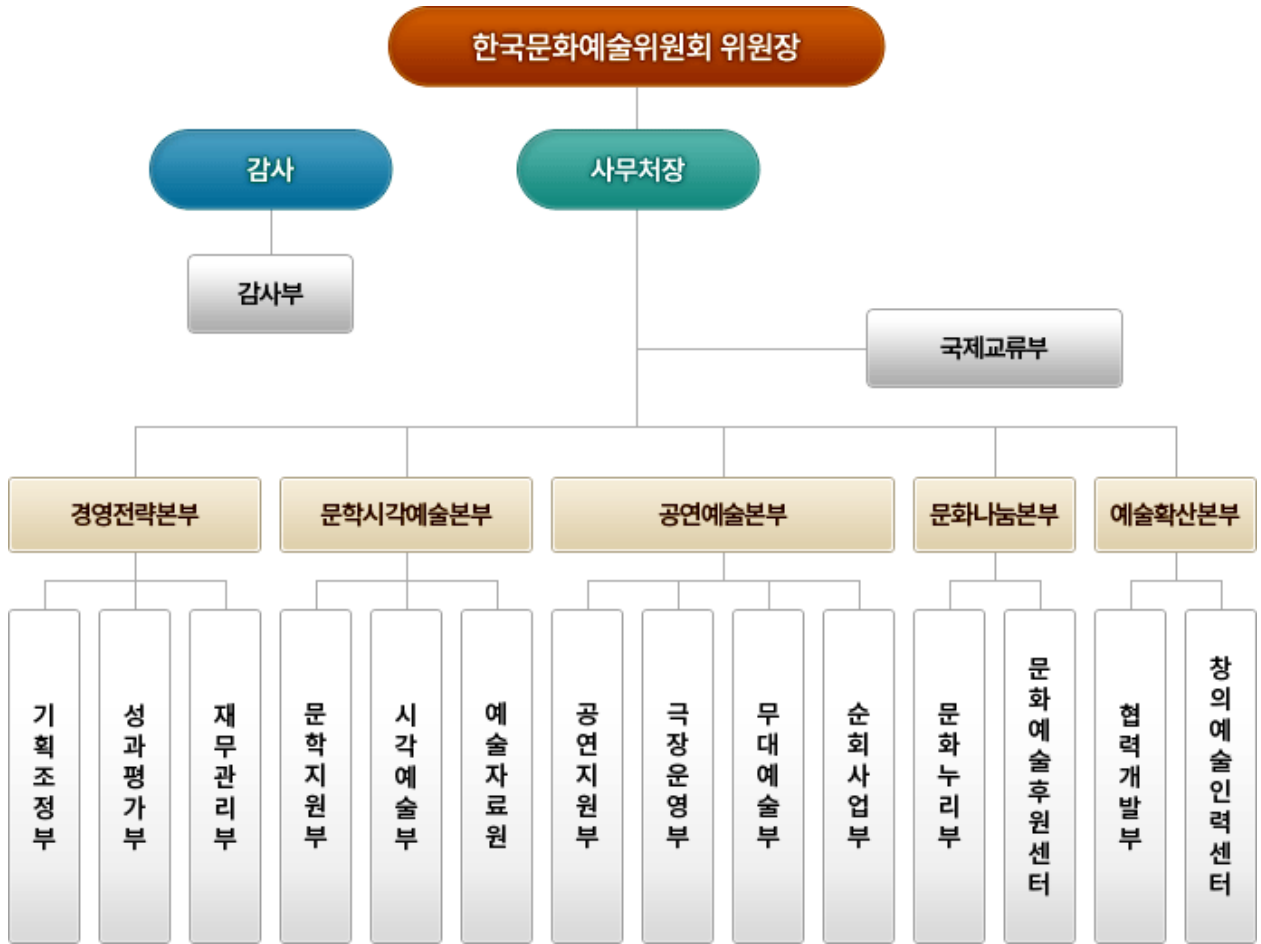 한국문화예술위원회 위원장
감사
사무처장
감사부
국제교류부
경영전략본부
문학시각예술본부
공연예술본부
문화나눔본부
예술확산본부
기획조정부
성과평가부
재무관리부
문학지원부
시각예술부
예술자료원
공연지원부
극장운영부
무대예술부
순회사업부
문화누리부
문화예술후원센터
협력개발부
창의예술인력센터